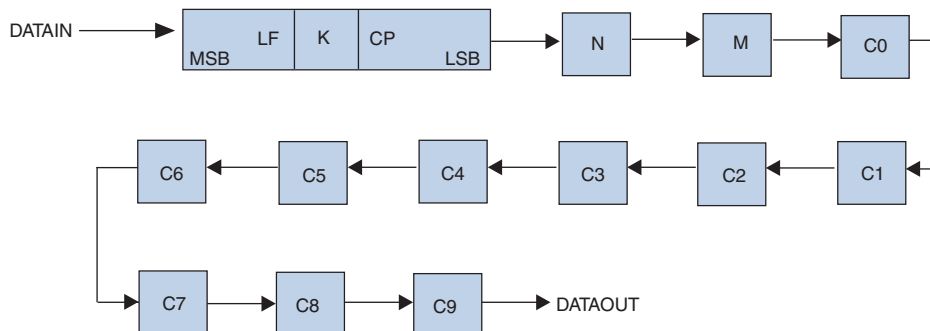 DATAIN
LF K CP
MSB LSB
N
M
C0
C6
C5
C4
C3
C2
C1
C7
C8
C9
DATAOUT